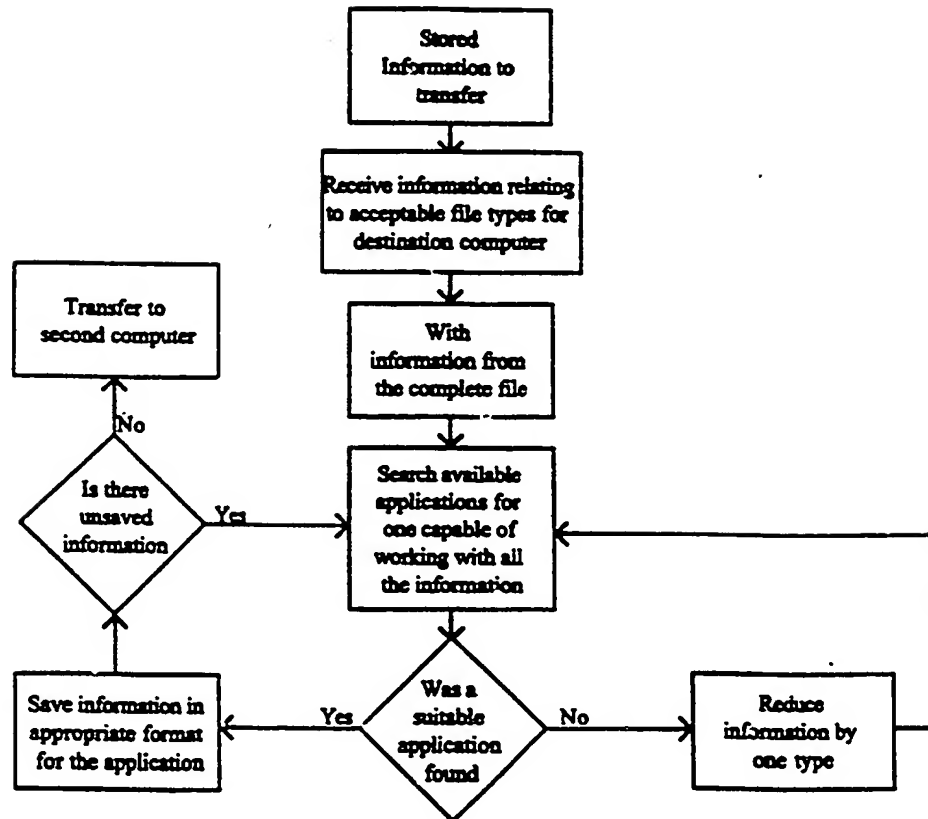 Stored
Information to
transfer
Receive information relating
to acceptable file types for
destination computer
With
information from
the complete file
Transfer to
second computer
No
Is there
unsaved
information
Yes
Search available
applications for
one capable of
working with all
the information
Save information in
appropriate format
for the application
Yes
Was a
suitable
application
found
No
Reduce
information by
one type